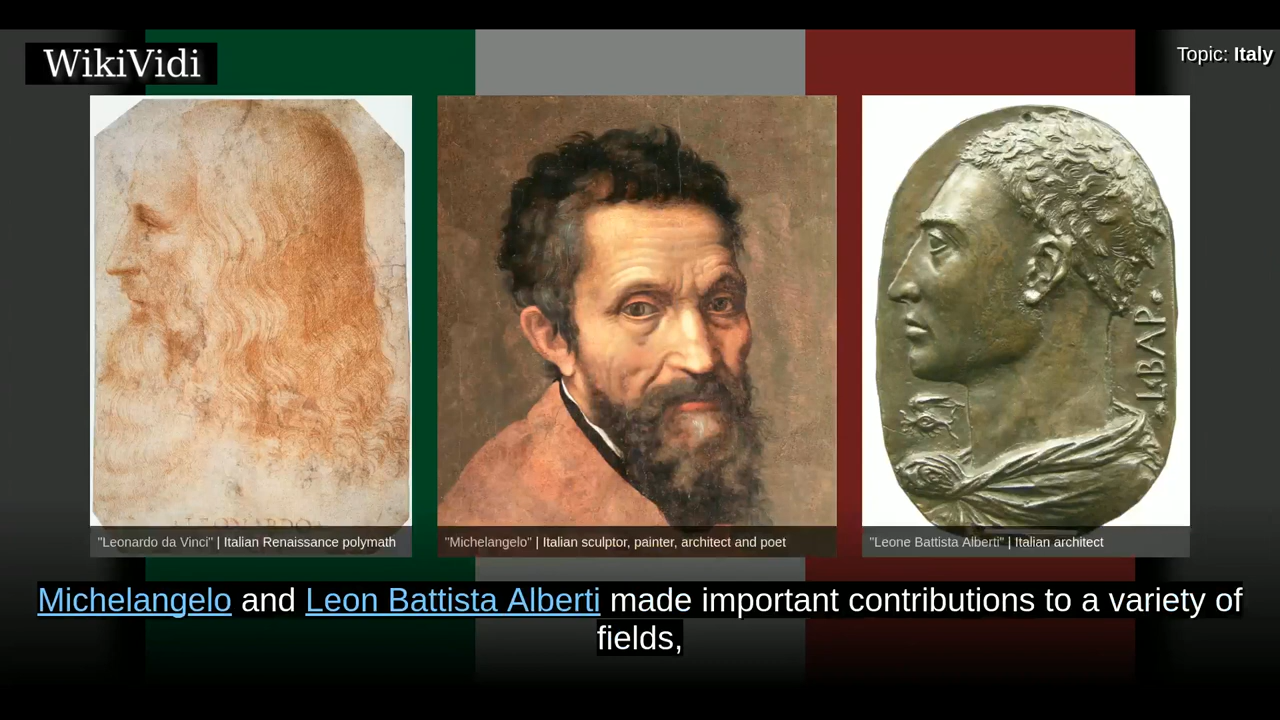 WikiVidi
Topic: Italy
L·BAP·
"Leonardo da Vinci" | Italian Renaissance polymath
"Michelangelo" | Italian sculptor, painter, architect and poet
"Leone Battista Alberti" | Italian architect
Michelangelo and Leon Battista Alberti made important contributions to a variety of
fields,